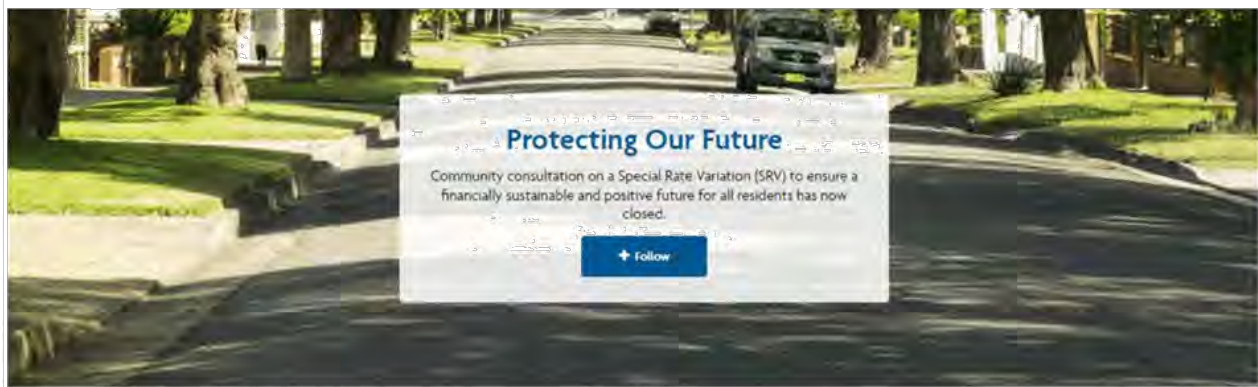 Protecting Our Future
Community consultation on a Special Rate Variation (SRV) to ensure a
financially sustainable and positive future for all residents has now
closed.
+ Follow